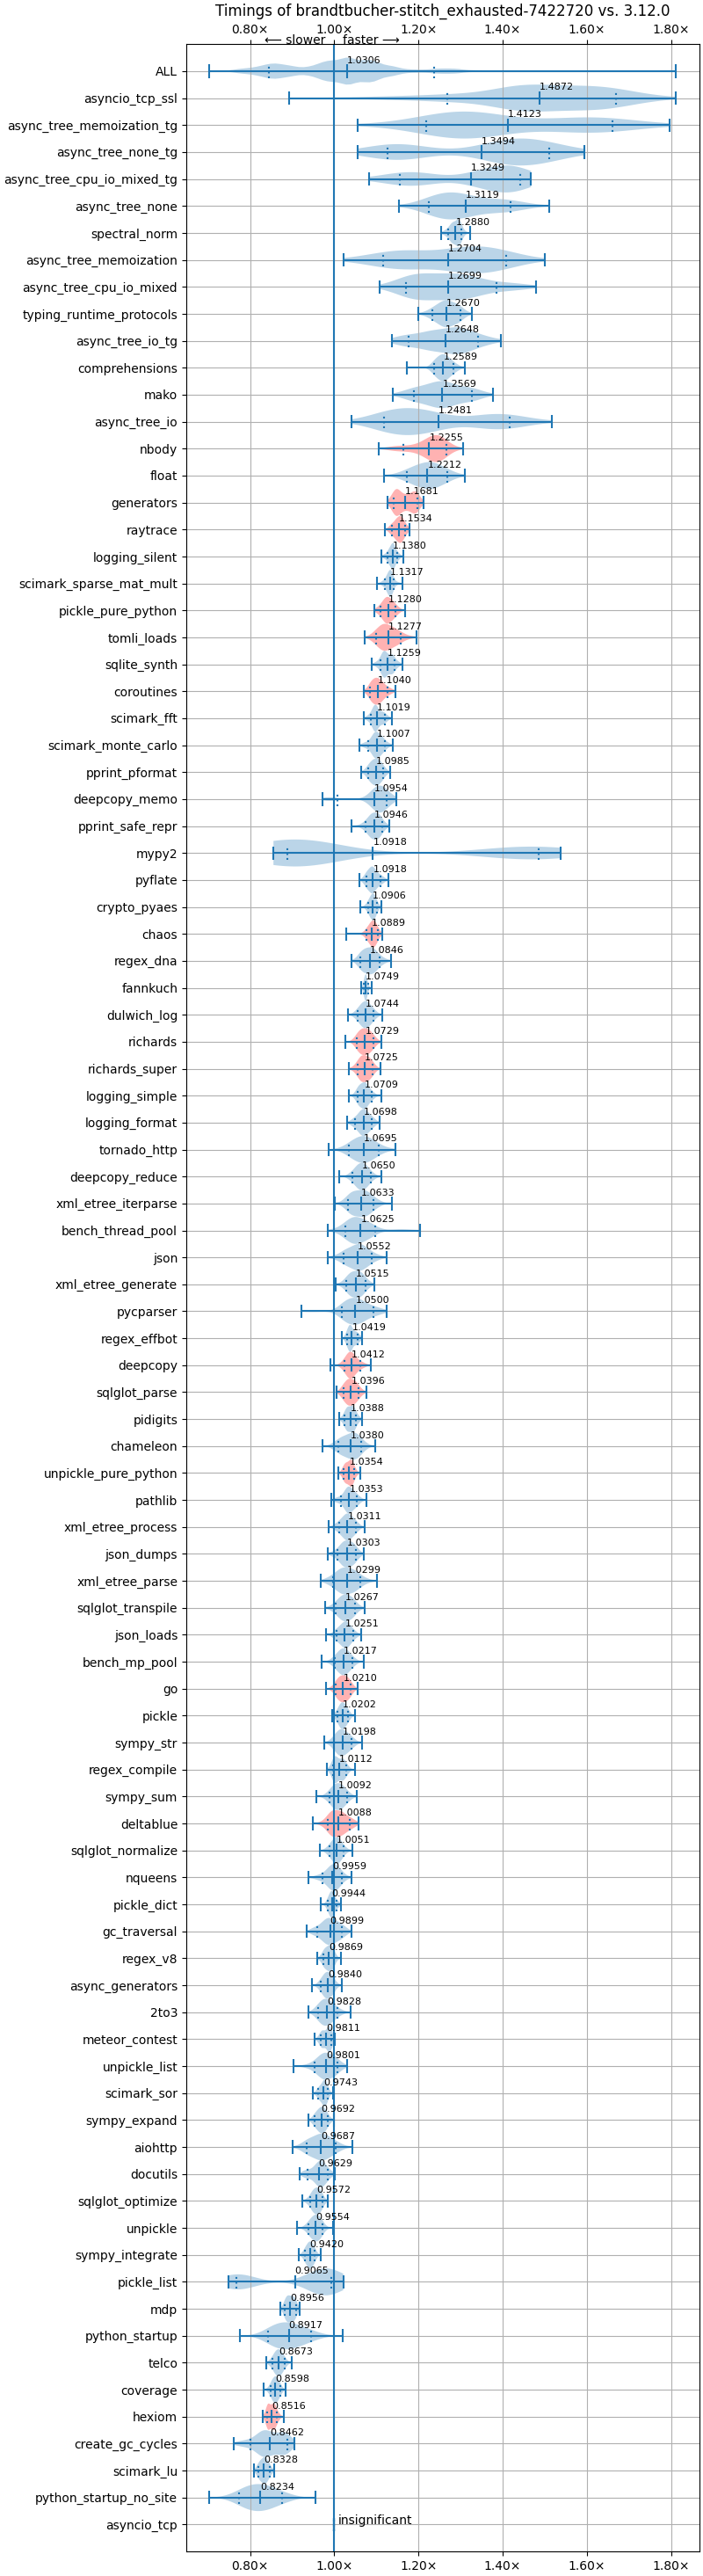 Timings of brandtbucher-stitch_exhausted-7422720 vs. 3.12.0
0.80× 1.00× 1.20× 1.40× 1.60× 1.80×
⟵ slower faster ⟶
ALL 1.0306
asyncio_tcp_ssl 1.4872
async_tree_memoization_tg 1.4123
async_tree_none_tg 1.3494
async_tree_cpu_io_mixed_tg 1.3249
async_tree_none 1.3119
spectral_norm 1.2880
async_tree_memoization 1.2704
async_tree_cpu_io_mixed 1.2699
typing_runtime_protocols 1.2670
async_tree_io_tg 1.2648
comprehensions 1.2589
mako 1.2569
async_tree_io 1.2481
nbody 1.2255
float 1.2212
generators 1.1681
raytrace 1.1534
logging_silent 1.1380
scimark_sparse_mat_mult 1.1317
pickle_pure_python 1.1280
tomli_loads 1.1277
sqlite_synth 1.1259
coroutines 1.1040
scimark_fft 1.1019
scimark_monte_carlo 1.1007
pprint_pformat 1.0985
deepcopy_memo 1.0954
pprint_safe_repr 1.0946
mypy2 1.0918
pyflate 1.0918
crypto_pyaes 1.0906
chaos 1.0889
regex_dna 1.0846
fannkuch 1.0749
dulwich_log 1.0744
richards 1.0729
richards_super 1.0725
logging_simple 1.0709
logging_format 1.0698
tornado_http 1.0695
deepcopy_reduce 1.0650
xml_etree_iterparse 1.0633
bench_thread_pool 1.0625
json 1.0552
xml_etree_generate 1.0515
pycparser 1.0500
regex_effbot 1.0419
deepcopy 1.0412
sqlglot_parse 1.0396
pidigits 1.0388
chameleon 1.0380
unpickle_pure_python 1.0354
pathlib 1.0353
xml_etree_process 1.0311
json_dumps 1.0303
xml_etree_parse 1.0299
sqlglot_transpile 1.0267
json_loads 1.0251
bench_mp_pool 1.0217
go 1.0210
pickle 1.0202
sympy_str 1.0198
regex_compile 1.0112
sympy_sum 1.0092
deltablue 1.0088
sqlglot_normalize 1.0051
nqueens 0.9959
pickle_dict 0.9944
gc_traversal 0.9899
regex_v8 0.9869
async_generators 0.9840
2to3 0.9828
meteor_contest 0.9811
unpickle_list 0.9801
scimark_sor 0.9743
sympy_expand 0.9692
aiohttp 0.9687
docutils 0.9629
sqlglot_optimize 0.9572
unpickle 0.9554
sympy_integrate 0.9420
pickle_list 0.9065
mdp 0.8956
python_startup 0.8917
telco 0.8673
coverage 0.8598
hexiom 0.8516
create_gc_cycles 0.8462
scimark_lu 0.8328
python_startup_no_site 0.8234
asyncio_tcp insignificant
0.80× 1.00× 1.20× 1.40× 1.60× 1.80×